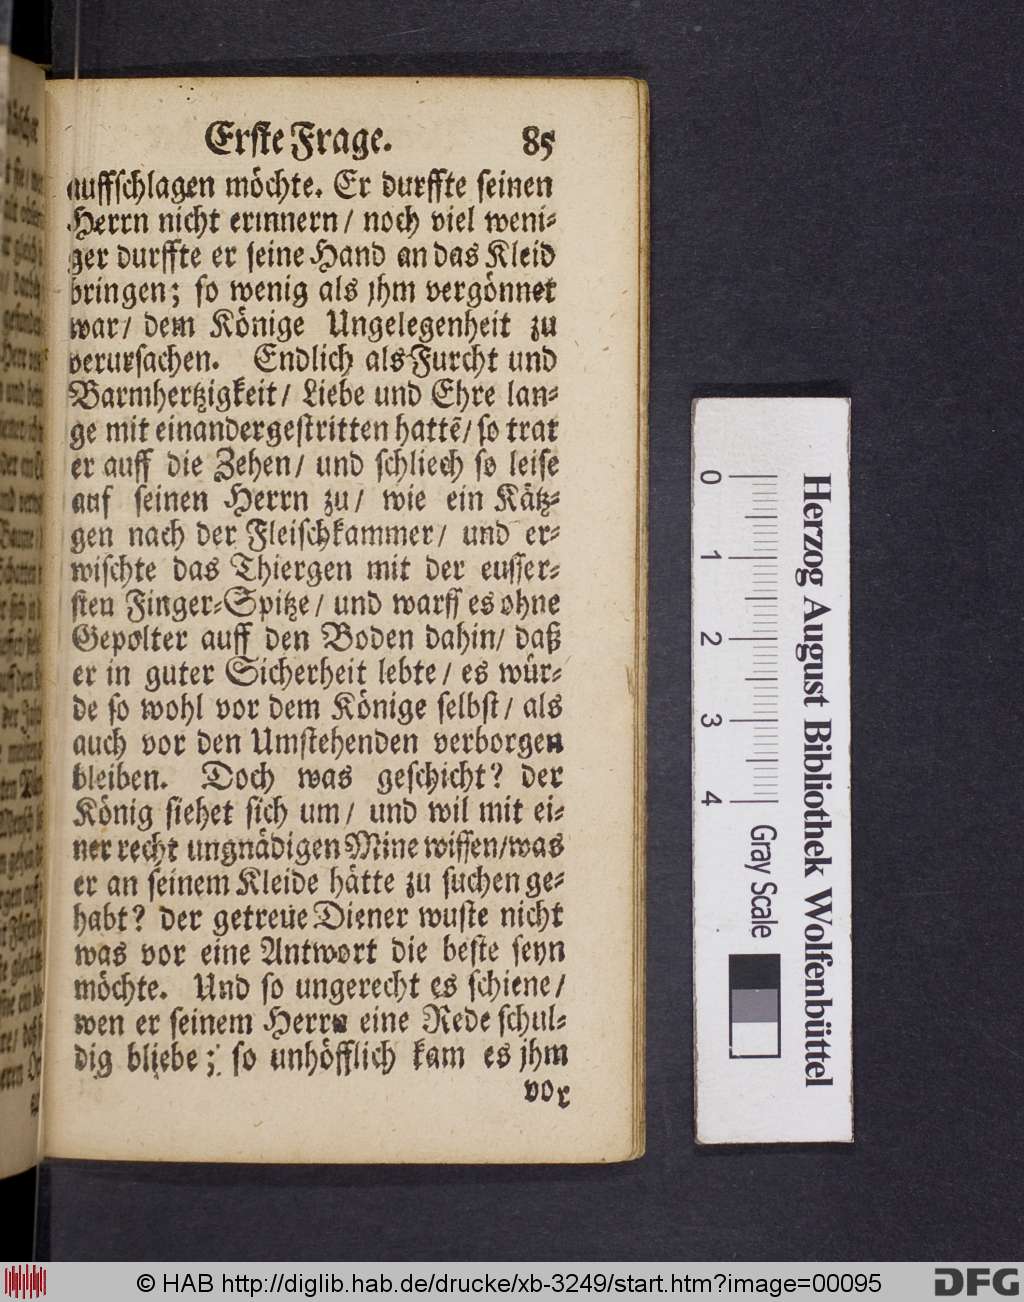 Erste Frage. 85
auffschlagen möchte. Er durffte seinen
Herrn nicht erinnern / noch viel weni-
ger durffte er seine Hand an das Kleid
bringen; so wenig als jhm vergönnet
war / dem Könige Ungelegenheit zu
verursachen. Endlich als Furcht und
Barmhertzigkeit / Liebe und Ehre lan-
ge mit einander gestritten hattē / so trat
er auff die Zehen / und schliech so leise
auf seinen Herrn zu / wie ein Kätz-
gen nach der Fleischkammer / und er-
wischte das Thiergen mit der eusser-
sten Finger-Spitze / und warff es ohne
Gepolter auff den Boden dahin / daß
er in guter Sicherheit lebte / es wür-
de so wohl vor dem Könige selbst / als
auch vor den Umstehenden verborgen
bleiben. Doch was geschicht? der
König siehet sich um / und wil mit ei-
ner recht ungnädigen Mine wissen / was
er an seinem Kleide hätte zu suchen ge-
habt? der getreue Diener wuste nicht
was vor eine Antwort die beste seyn
möchte. Und so ungerecht es schiene /
wen er seinem Herrn eine Rede schul-
dig bliebe; so unhöfflich kam es jhm
vor
0 1 2 3 4 Gray Scale
Herzog August Bibliothek Wolfenbüttel
© HAB http://diglib.hab.de/drucke/xb-3249/start.htm?image=00095 DFG